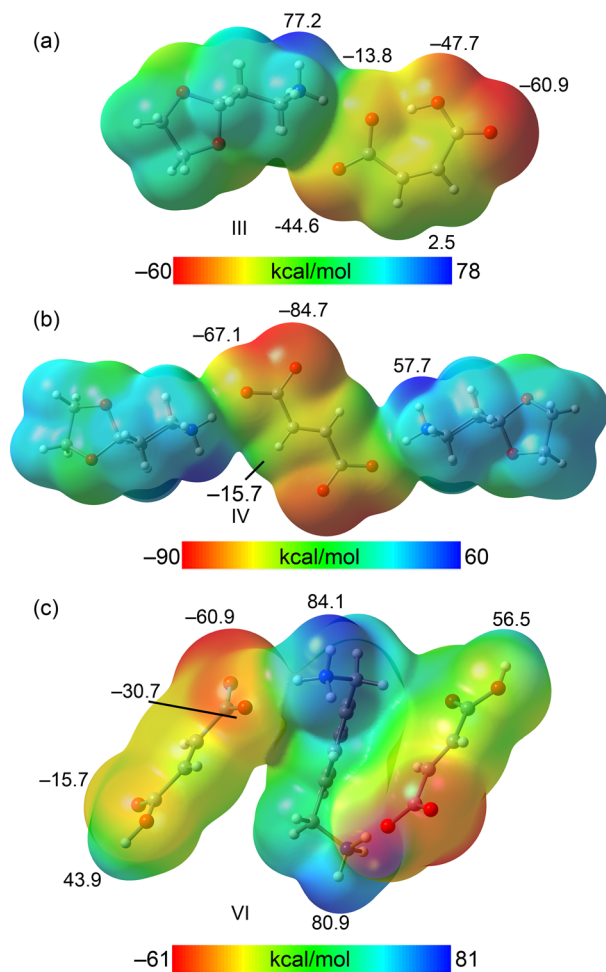 (a)
77.2
–13.8
–47.7
–60.9
III
-44.6
2.5
–60
kcal/mol
78
(b)
–84.7
–67.1
57.7
–15.7
IV
–90
kcal/mol
60
(c)
–60.9
84.1
56.5
–30.7
–15.7
43.9
VI
80.9
–61
kcal/mol
81